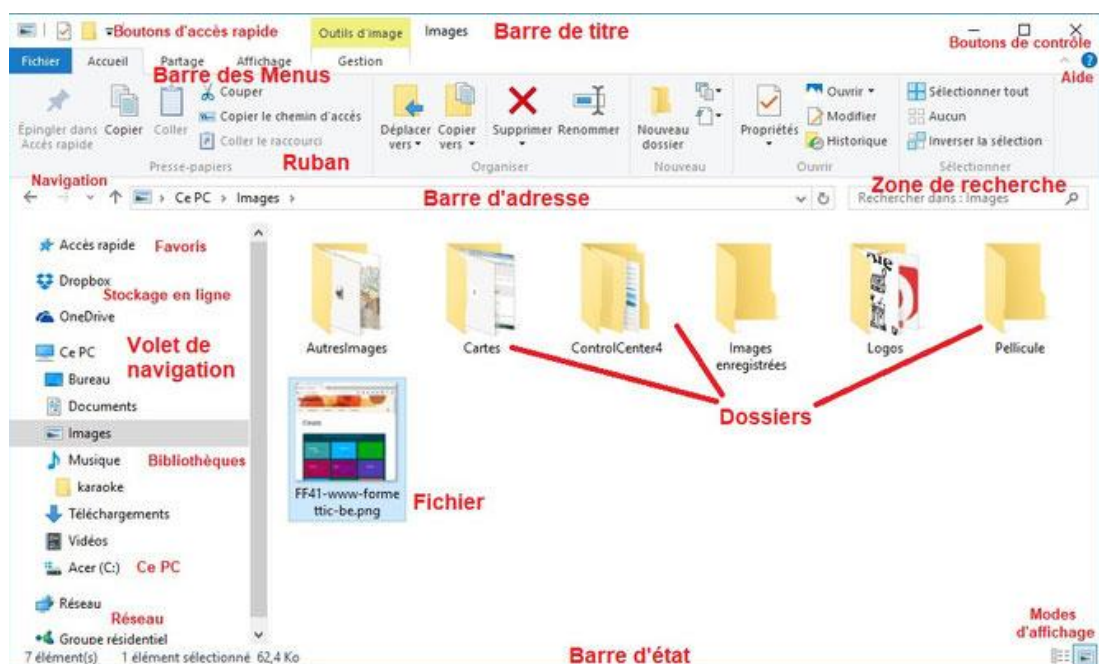 Boutons d'accès rapide Outils d'image Images Barre de titre
Boutons de contrôle
Fichier Accueil Partage Affichage Gestion
Aide
Barre des Menus
Épingler dans Accès rapide
Copier
Coller
Couper
Copier le chemin d'accès
Coller le raccourci
Presse-papiers
Ruban
Déplacer vers
Copier vers
Supprimer
Renommer
Organiser
Nouveau dossier
Nouveau
Propriétés
Ouvrir
Modifier
Historique
Ouvrir
Sélectionner tout
Aucun
Inverser la sélection
Sélectionner
Navigation
Ce PC > Images >
Barre d'adresse
Zone de recherche
Rechercher dans : Images
Accès rapide Favoris
Dropbox
Stockage en ligne
OneDrive
Ce PC
Volet de navigation
Bureau
Documents
Images
Musique Bibliothèques
karaoke
Téléchargements
Vidéos
Acer (C:) Ce PC
Réseau
Réseau
Groupe résidentiel
AutresImages
Cartes
ControlCenter4
Images enregistrées
Logos
Pellicule
Dossiers
FF41-www-forme
ttic-be.png
Fichier
Modes
d'affichage
7 élément(s) 1 élément sélectionné 62,4 Ko
Barre d'état